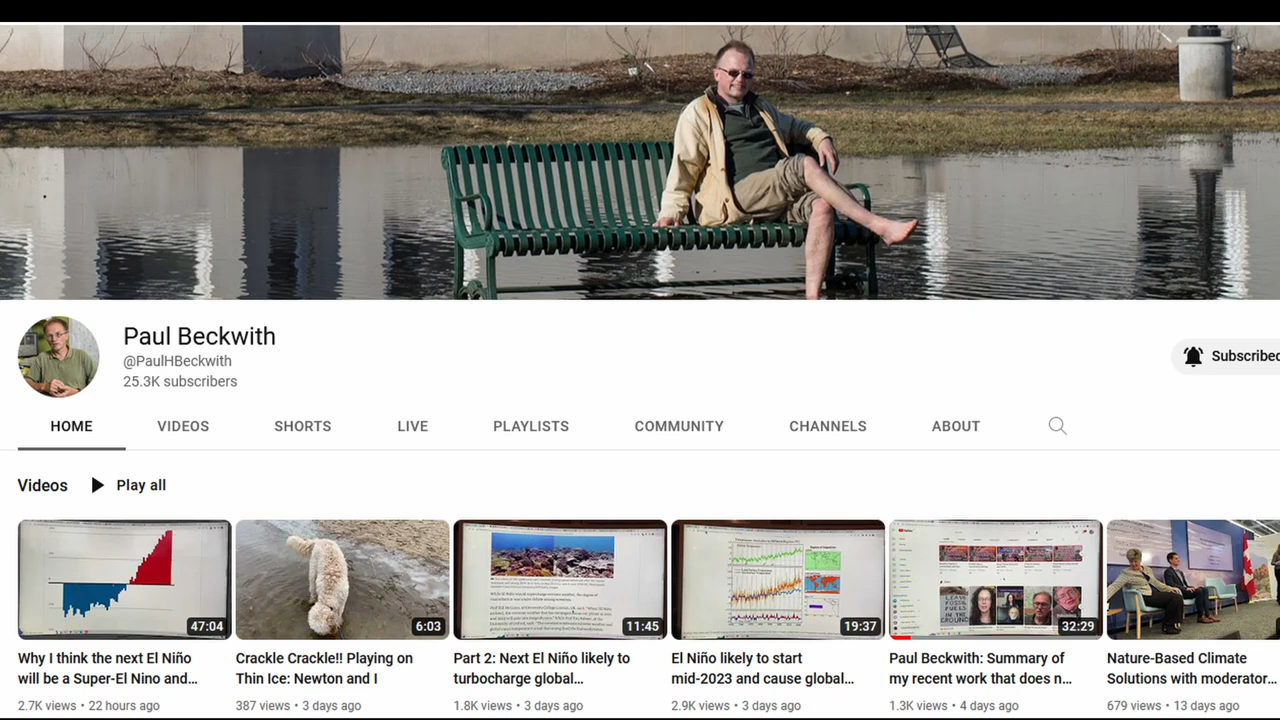 Paul Beckwith
@PaulHBeckwith
25.3K subscribers
Subscribed
HOME VIDEOS SHORTS LIVE PLAYLISTS COMMUNITY CHANNELS ABOUT
Videos Play all
47:04 6:03 11:45 19:37 32:29
Why I think the next El Niño
will be a Super-El Nino and...
2.7K views • 22 hours ago
Crackle Crackle!! Playing on
Thin Ice: Newton and I
387 views • 3 days ago
Part 2: Next El Niño likely to
turbocharge global...
1.8K views • 3 days ago
El Niño likely to start
mid-2023 and cause global...
2.9K views • 3 days ago
LEAVE
FOSSIL
FUELS
IN THE
GROUND
Paul Beckwith: Summary of
my recent work that does n...
1.3K views • 4 days ago
Nature-Based Climate
Solutions with moderator...
679 views • 13 days ago